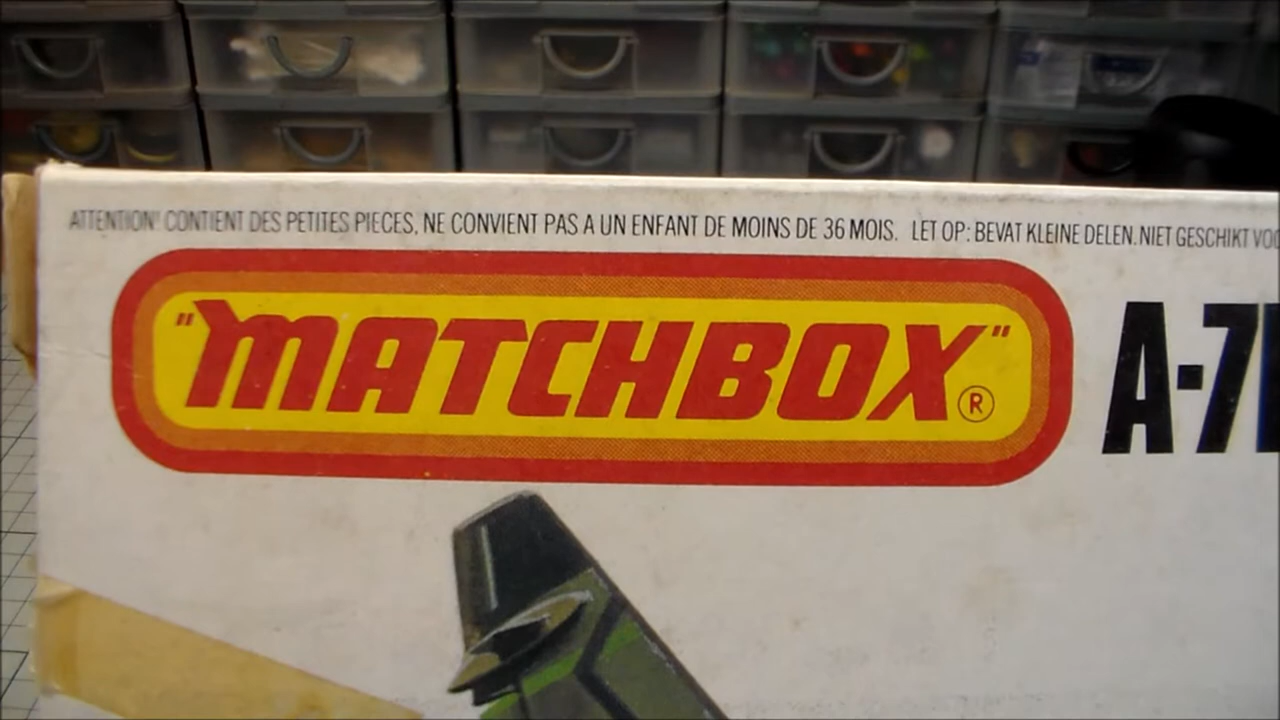 ATTENTION! CONTIENT DES PETITES PIECES, NE CONVIENT PAS A UN ENFANT DE MOINS DE 36 MOIS. LET OP: BEVAT KLEINE DELEN. NIET GESCHIKT
"MATCHBOX" ®
A-7